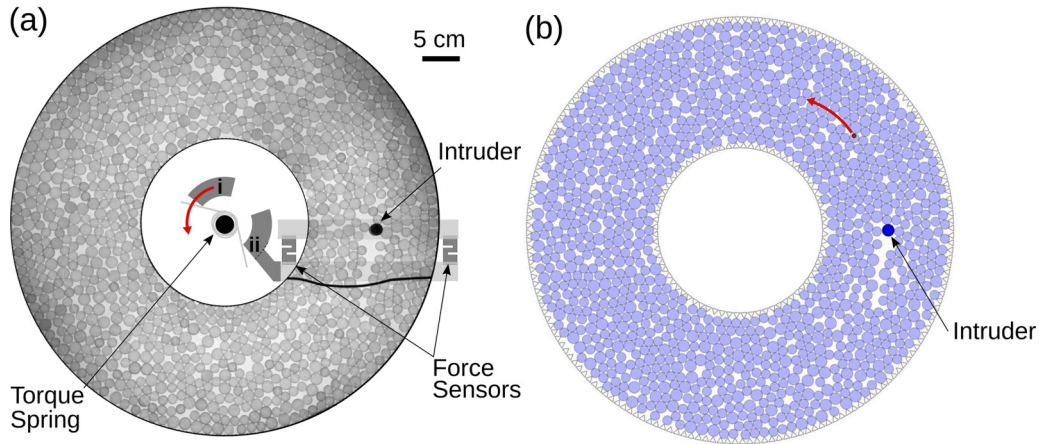 (a)
5 cm
Intruder
i
ii
Torque
Spring
Force
Sensors
(b)
Intruder